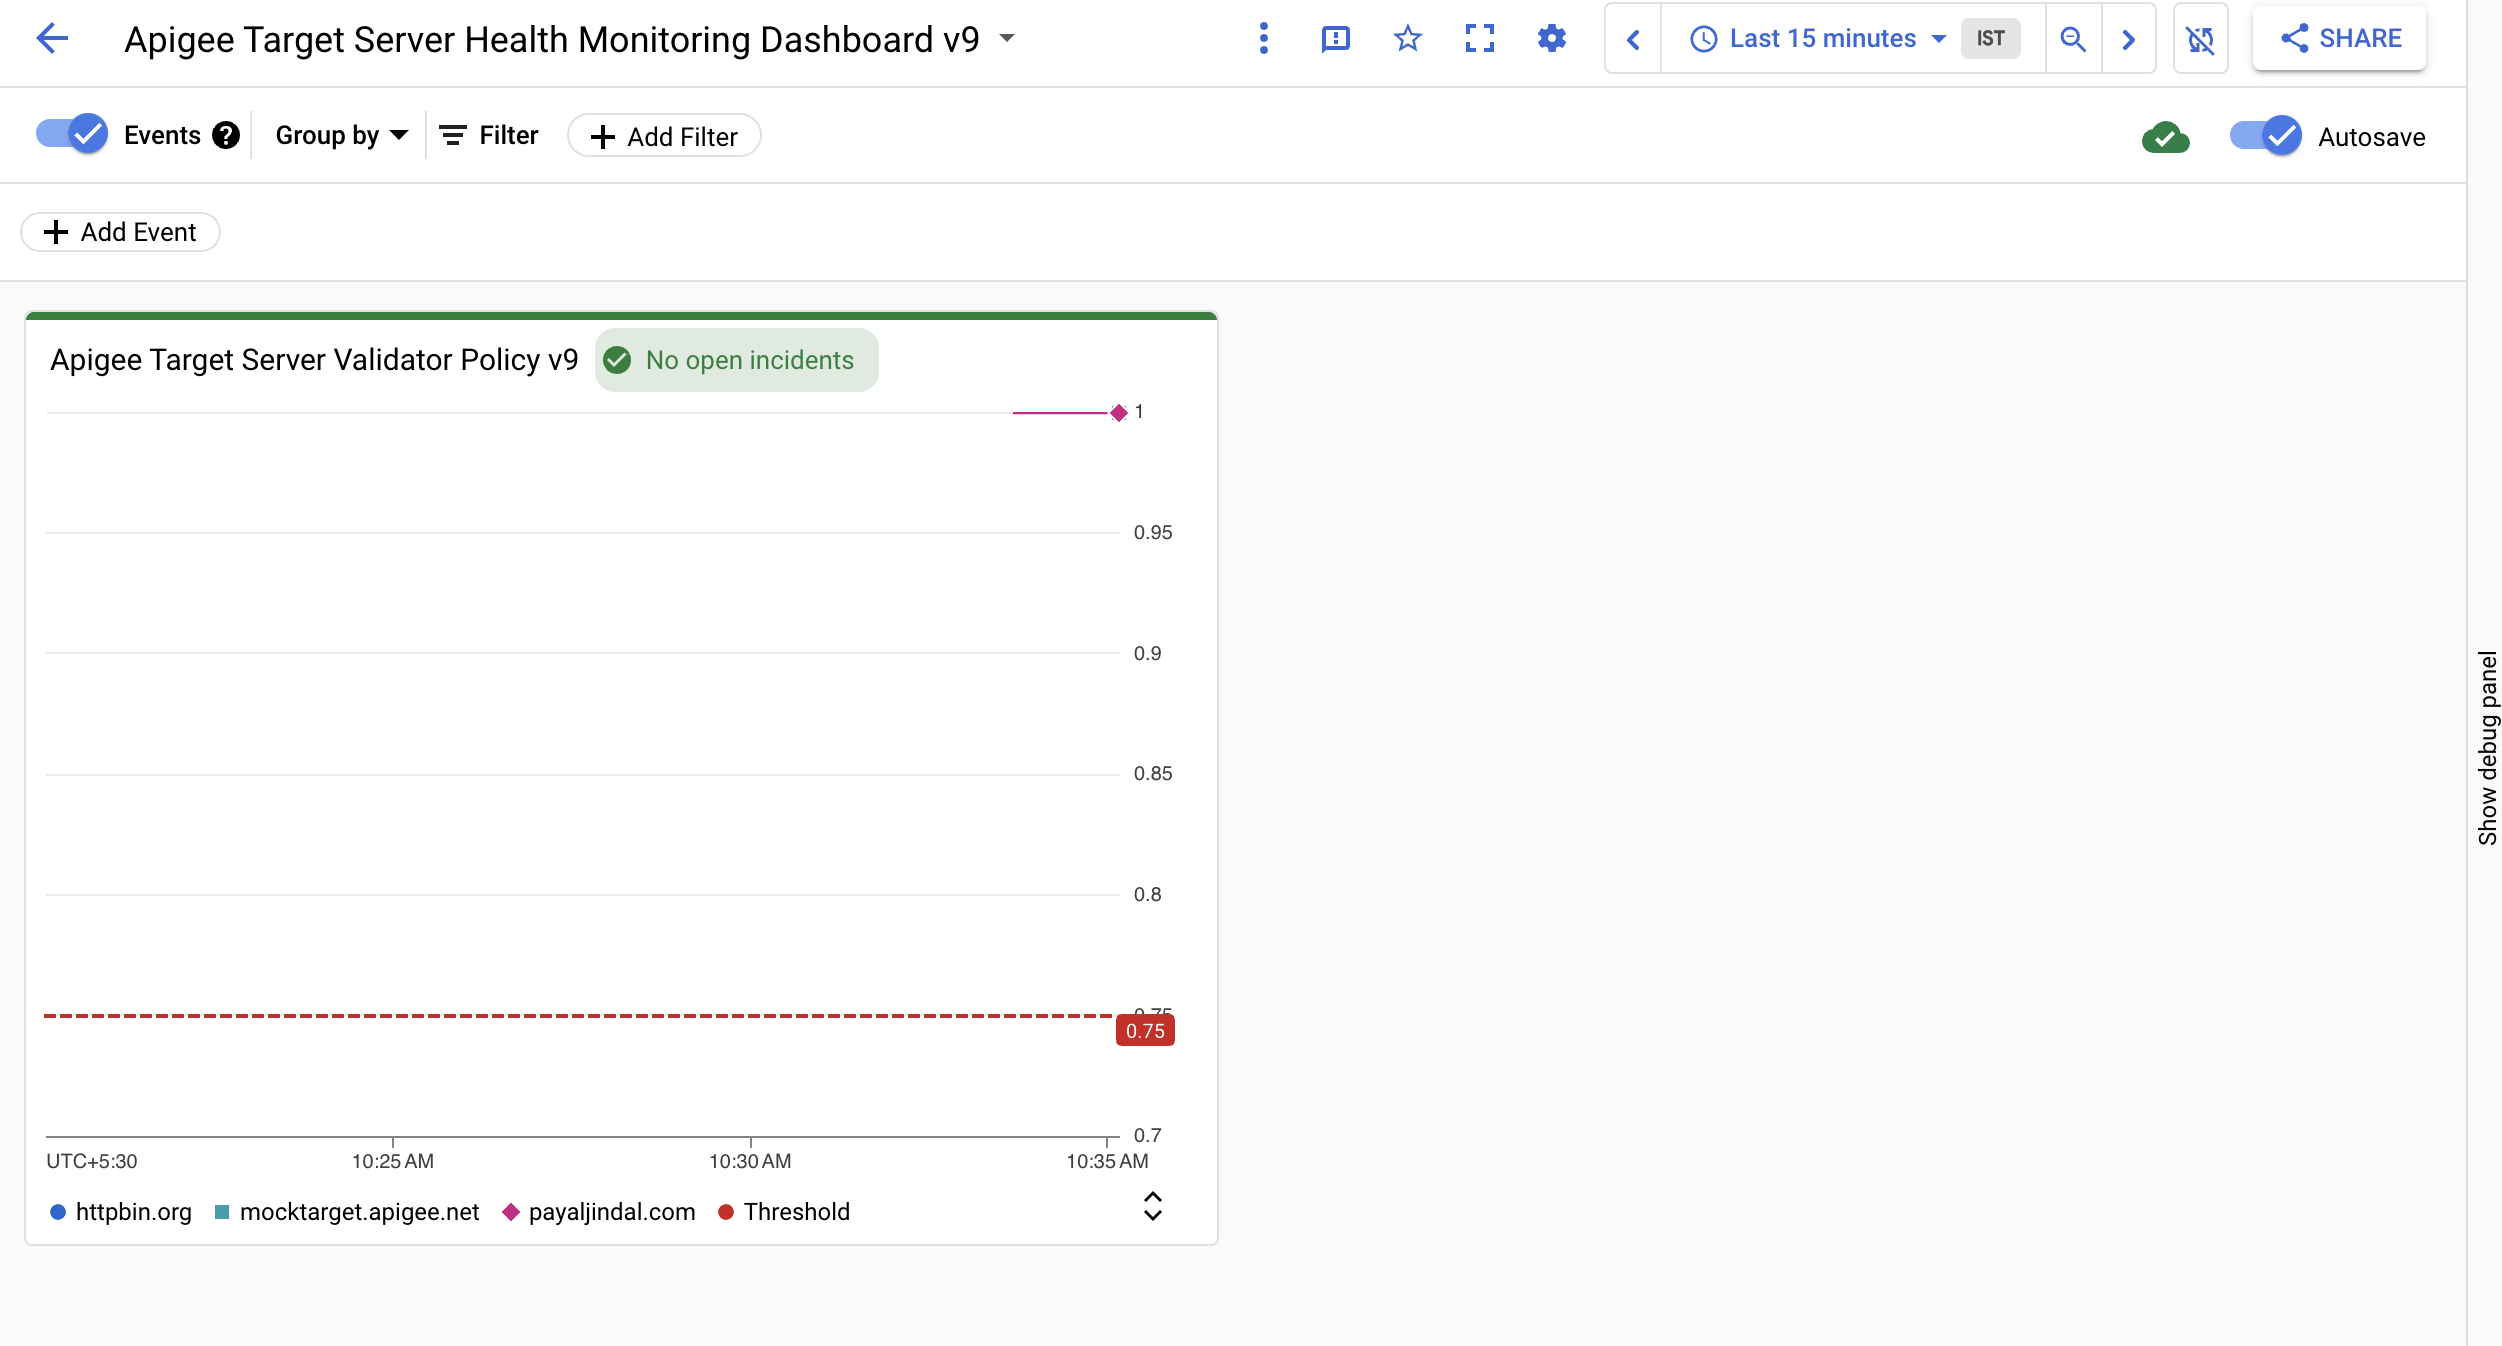 Apigee Target Server Health Monitoring Dashboard v9
Last 15 minutes IST
SHARE
Events
Group by
Filter
Add Filter
Autosave
Add Event
Apigee Target Server Validator Policy v9
No open incidents
1
0.95
0.9
0.85
0.8
0.75
0.75
0.7
UTC+5:30 10:25 AM 10:30 AM 10:35 AM
httpbin.org mocktarget.apigee.net payaljindal.com Threshold
Show debug panel